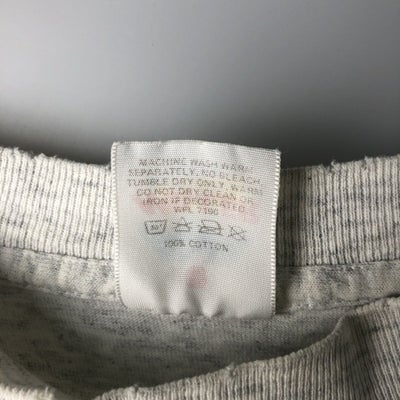 MACHINE WASH WARM
SEPARATELY, NO BLEACH
TUMBLE DRY ONLY, WARM
DO NOT DRY CLEAN OR
IRON IF DECORATED
WPL 7190
100% COTTON